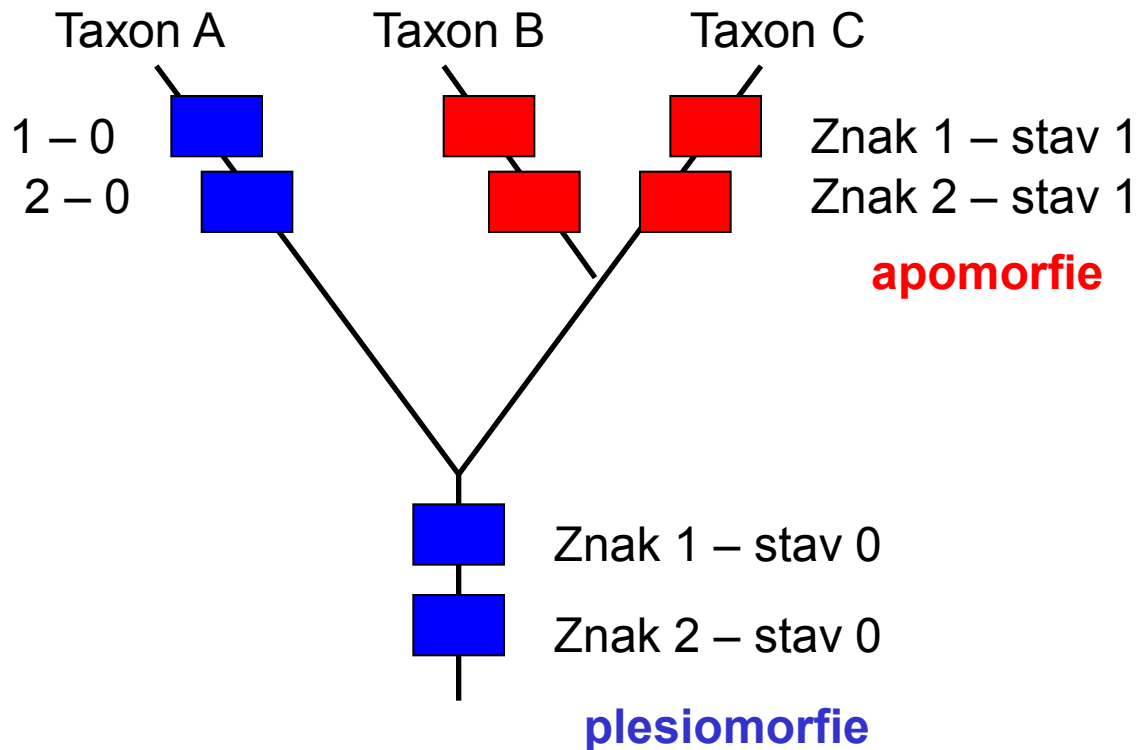 Taxon A Taxon B Taxon C
1 – 0 Znak 1 – stav 1
2 – 0 Znak 2 – stav 1
apomorfie
Znak 1 – stav 0
Znak 2 – stav 0
plesiomorfie